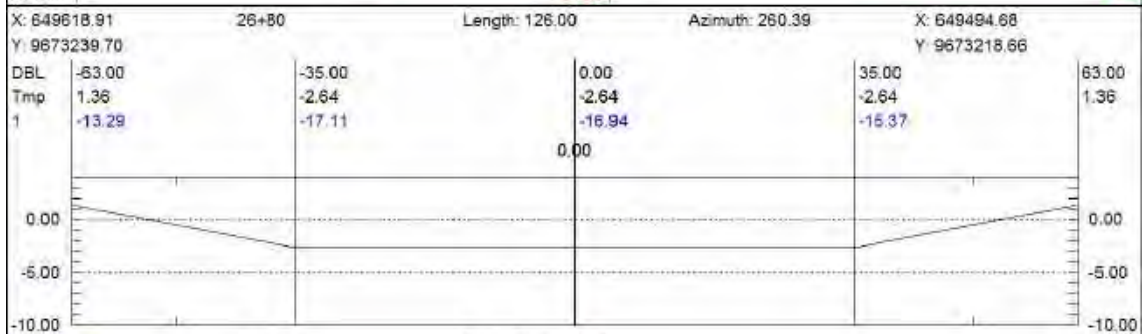 X: 649618.91 26+80 Length: 126.00 Azimuth: 260.39 X: 649494.68
Y: 9673239.70 Y: 9673218.66
DBL -63.00 -35.00 0.00 35.00 63.00
Tmp 1.36 -2.64 -2.64 -2.64 1.36
1 -13.29 -17.11 -16.94 -15.37
0.00
0.00 0.00
-5.00 -5.00
-10.00 -10.00